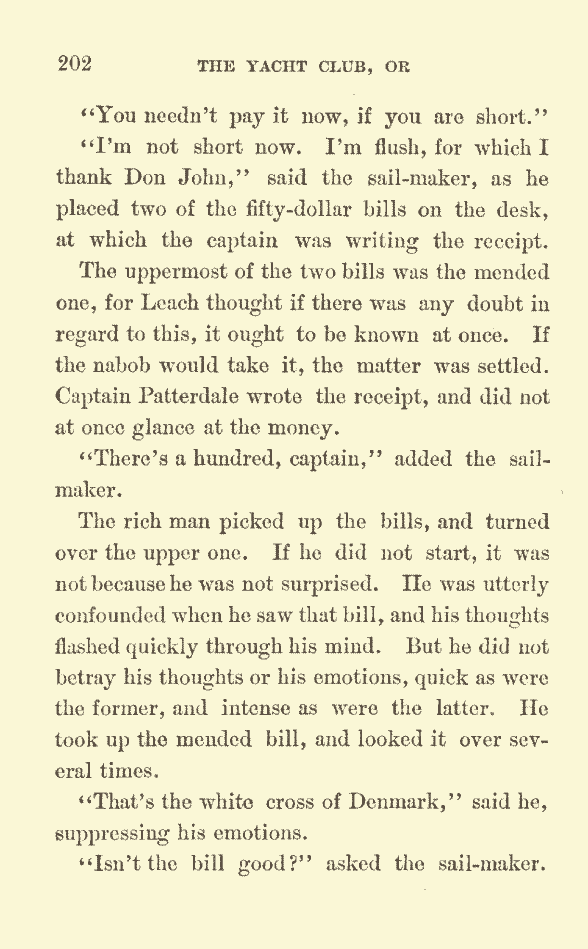 202 THE YACHT CLUB, OR
"You needn't pay it now, if you are short."
"I'm not short now. I'm flush, for which I
thank Don John," said the sail-maker, as he
placed two of the fifty-dollar bills on the desk,
at which the captain was writing the receipt.
The uppermost of the two bills was the mended
one, for Leach thought if there was any doubt in
regard to this, it ought to be known at once. If
the nabob would take it, the matter was settled.
Captain Patterdale wrote the receipt, and did not
at once glance at the money.
"There's a hundred, captain," added the sail-
maker.
The rich man picked up the bills, and turned
over the upper one. If he did not start, it was
not because he was not surprised. He was utterly
confounded when he saw that bill, and his thoughts
flashed quickly through his mind. But he did not
betray his thoughts or his emotions, quick as were
the former, and intense as were the latter. He
took up the mended bill, and looked it over sev-
eral times.
"That's the white cross of Denmark," said he,
suppressing his emotions.
"Isn't the bill good?" asked the sail-maker.